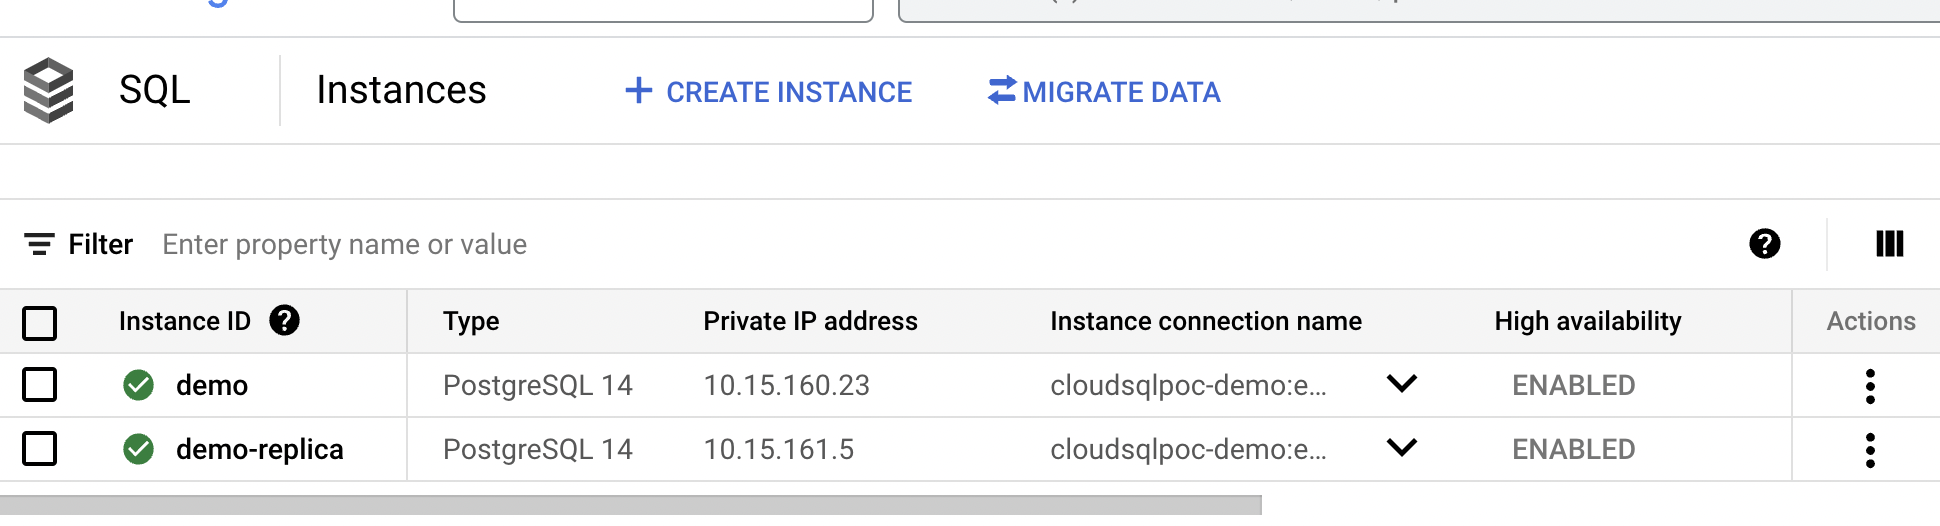 SQL Instances CREATE INSTANCE MIGRATE DATA
Filter Enter property name or value
Instance ID Type Private IP address Instance connection name High availability Actions
demo PostgreSQL 14 10.15.160.23 cloudsqlpoc-demo:e... ENABLED
demo-replica PostgreSQL 14 10.15.161.5 cloudsqlpoc-demo:e... ENABLED